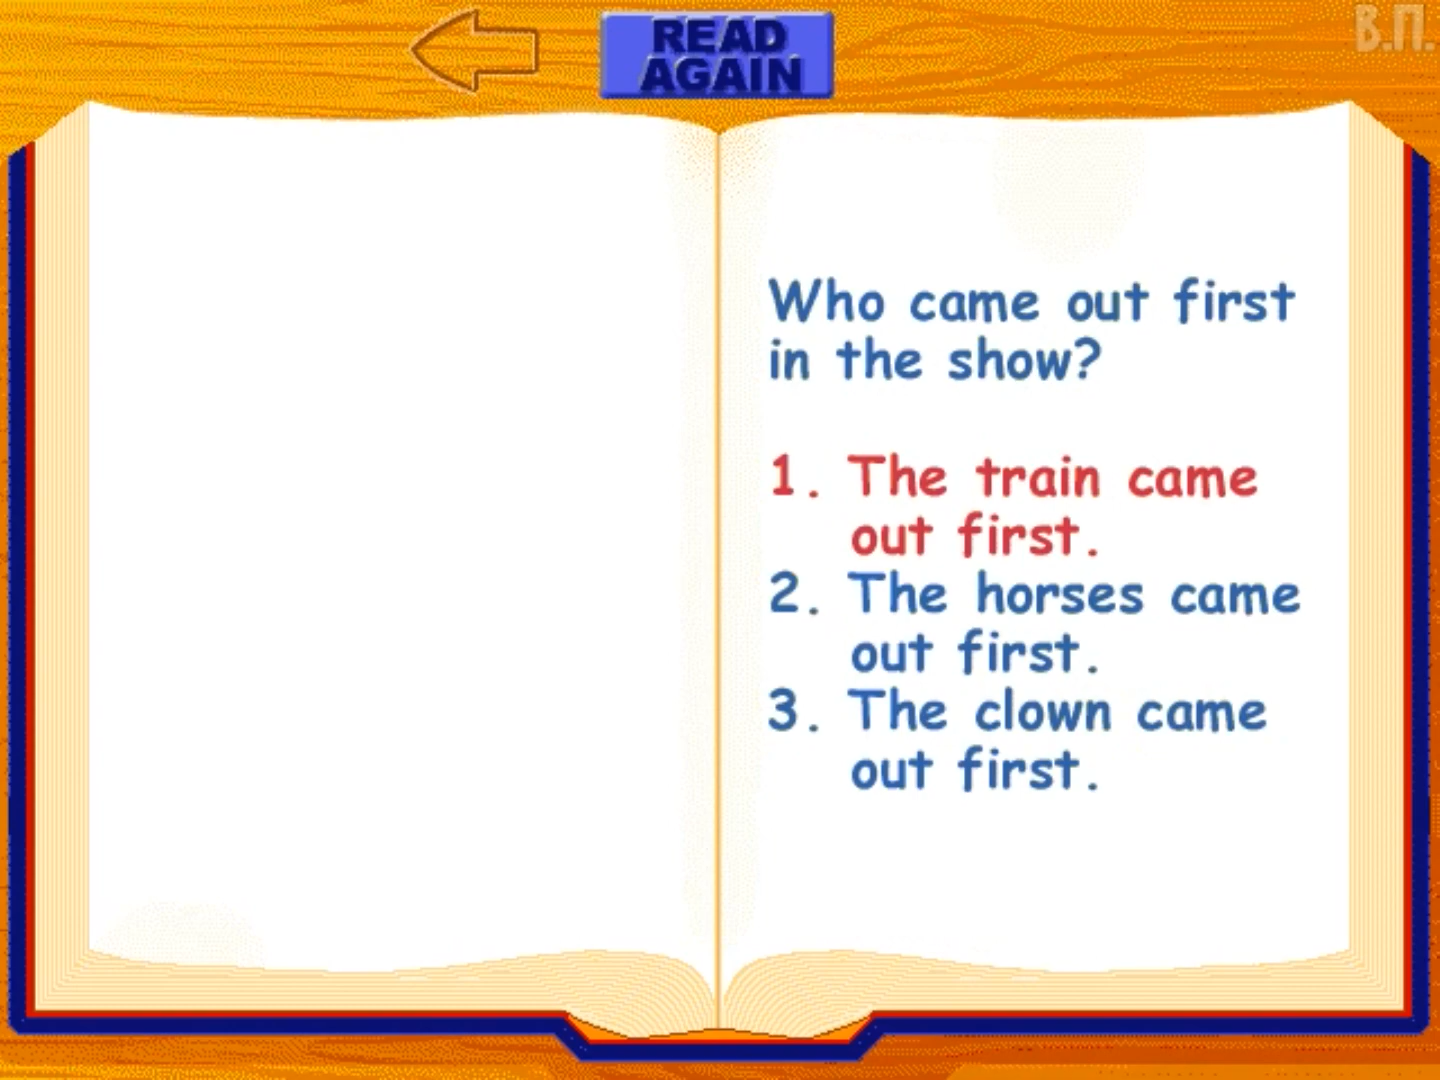 READ
AGAIN
В.П.
Who came out first
in the show?
1. The train came
out first.
2. The horses came
out first.
3. The clown came
out first.